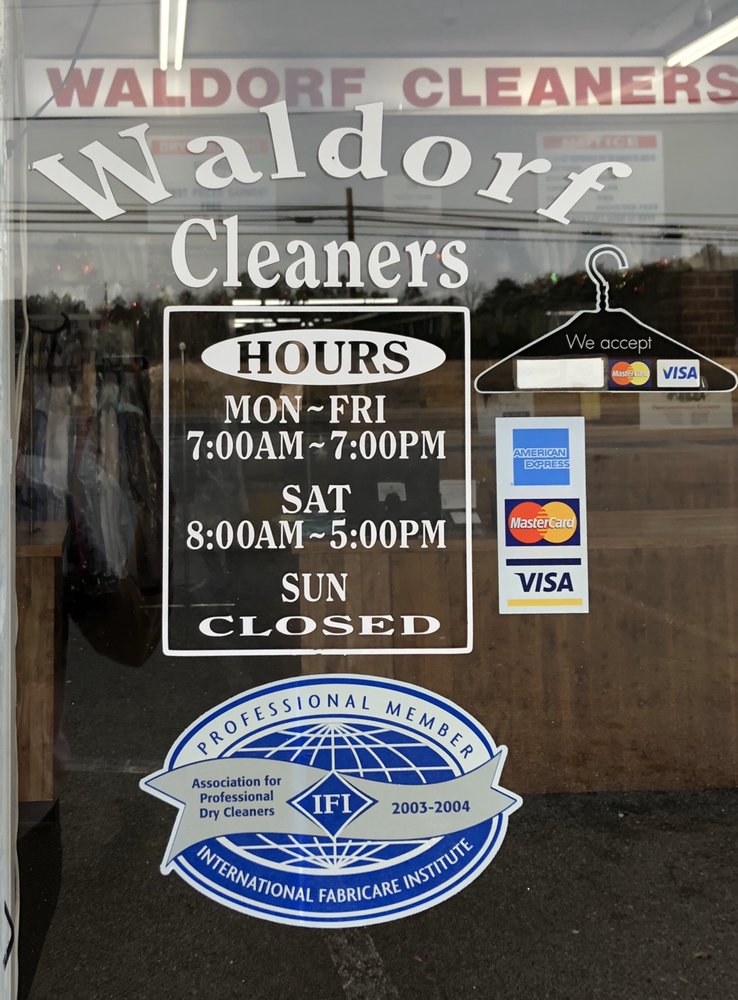 WALDORF CLEANERS
NOTICE
Waldorf
Cleaners
HOURS
MON~FRI
7:00AM~7:00PM
SAT
8:00AM~5:00PM
SUN
CLOSED
We accept
MasterCard
VISA
AMERICAN
EXPRESS
MasterCard
VISA
PROFESSIONAL MEMBER
Association for
Professional
Dry Cleaners
IFI
2003-2004
INTERNATIONAL FABRICARE INSTITUTE